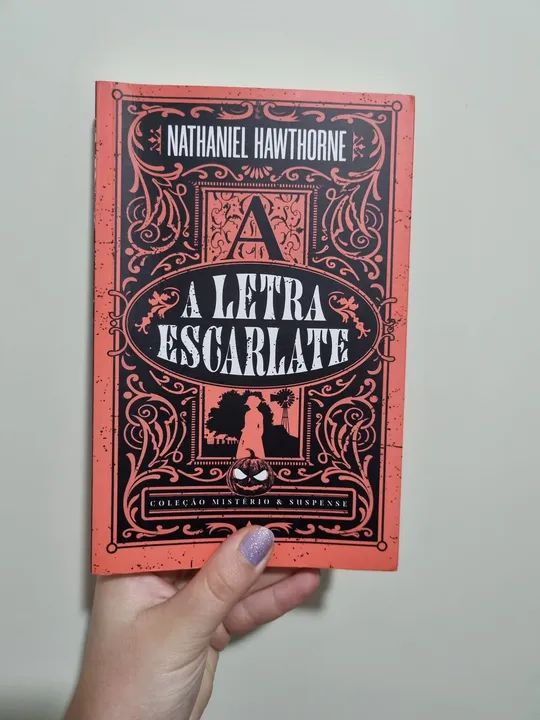 NATHANIEL HAWTHORNE
A
A LETRA
ESCARLATE
COLEÇÃO MISTÉRIO & SUSPENSE